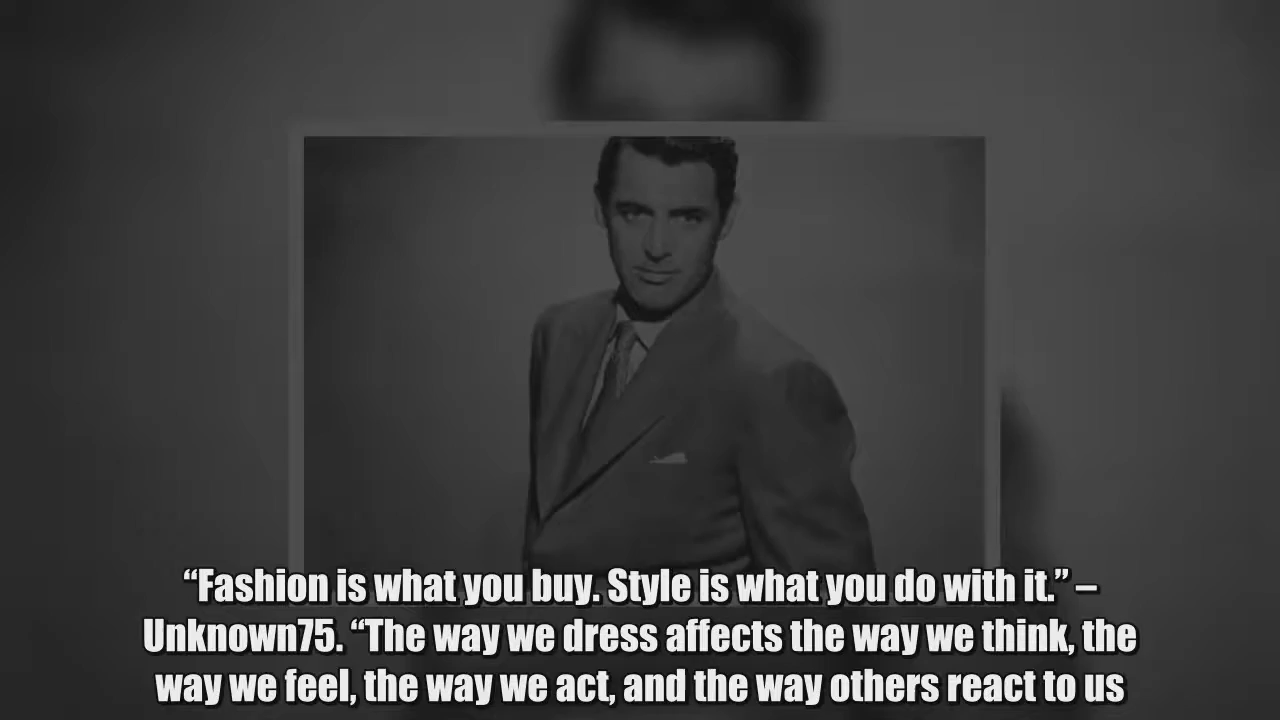 “Fashion is what you buy. Style is what you do with it.” –
Unknown75. “The way we dress affects the way we think, the
way we feel, the way we act, and the way others react to us